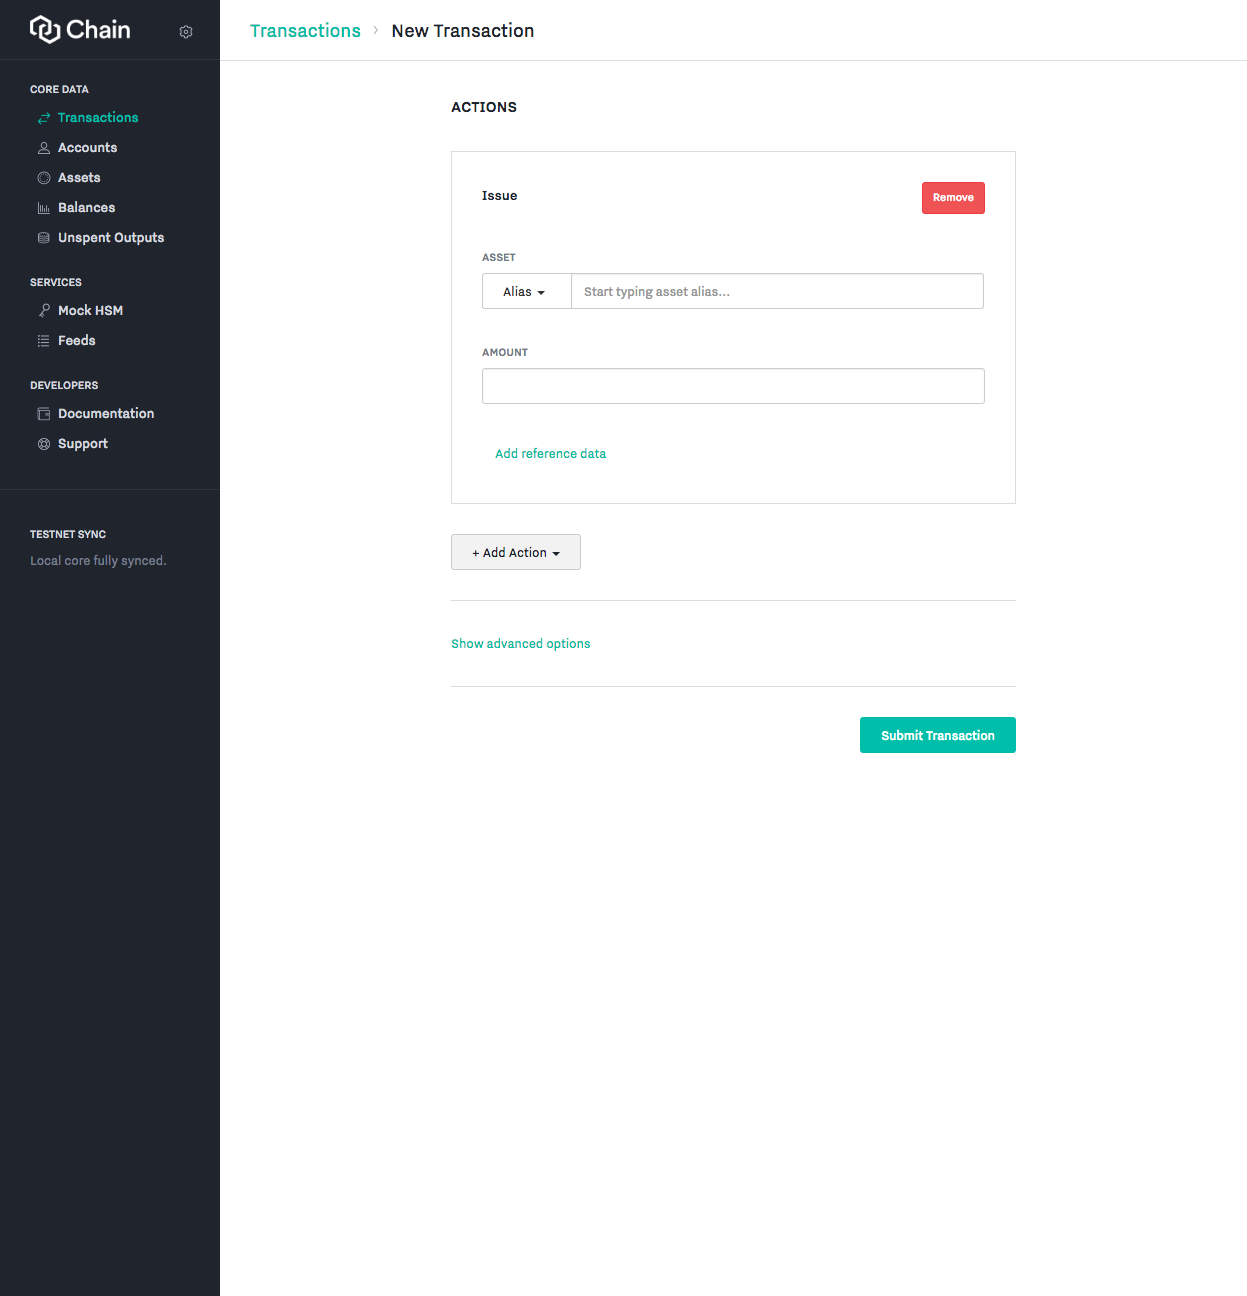 Chain
Transactions › New Transaction
CORE DATA
Transactions
Accounts
Assets
Balances
Unspent Outputs
SERVICES
Mock HSM
Feeds
DEVELOPERS
Documentation
Support
TESTNET SYNC
Local core fully synced.
ACTIONS
Issue
Remove
ASSET
Alias
Start typing asset alias...
AMOUNT
Add reference data
+ Add Action
Show advanced options
Submit Transaction